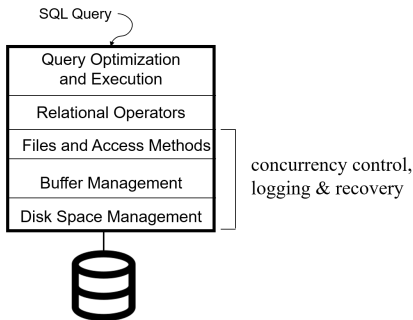 SQL Query
Query Optimization
and Execution
Relational Operators
Files and Access Methods
Buffer Management
Disk Space Management
concurrency control,
logging & recovery